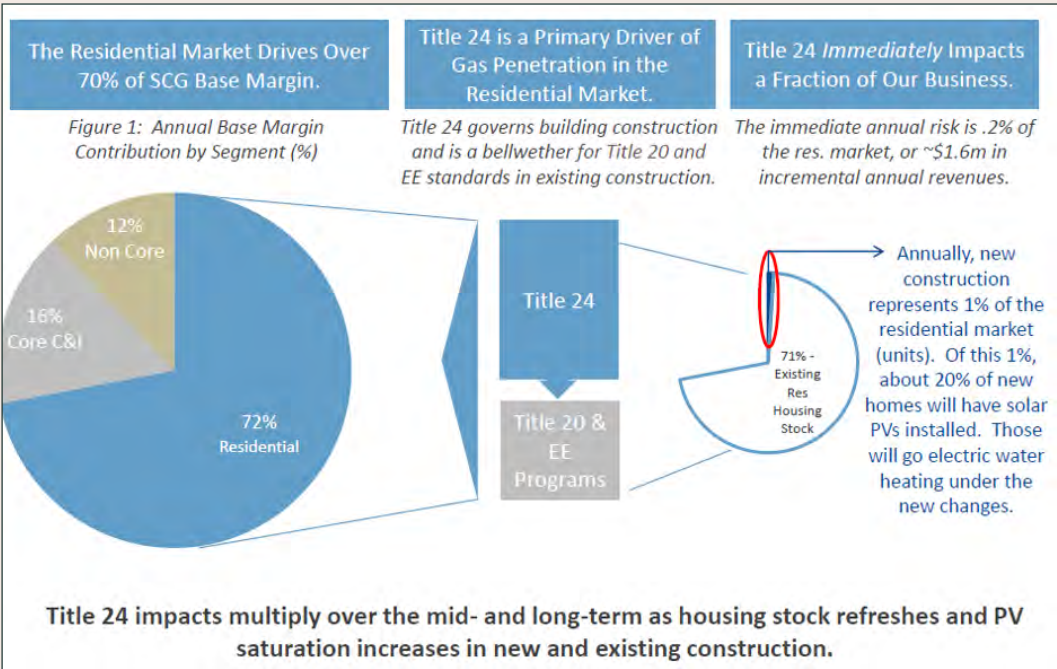 The Residential Market Drives Over
70% of SCG Base Margin.
Title 24 is a Primary Driver of
Gas Penetration in the
Residential Market.
Title 24 Immediately Impacts
a Fraction of Our Business.
Figure 1:  Annual Base Margin
Contribution by Segment (%)
Title 24 governs building construction
and is a bellwether for Title 20 and
EE standards in existing construction.
The immediate annual risk is .2% of
the res. market, or ~$1.6m in
incremental annual revenues.
12%
Non Core
16%
Core C&I
72%
Residential
Title 24
Title 20 &
EE
Programs
71% -
Existing
Res
Housing
Stock
Annually, new
construction
represents 1% of the
residential market
(units).  Of this 1%,
about 20% of new
homes will have solar
PVs installed.  Those
will go electric water
heating under the
new changes.
Title 24 impacts multiply over the mid- and long-term as housing stock refreshes and PV
saturation increases in new and existing construction.